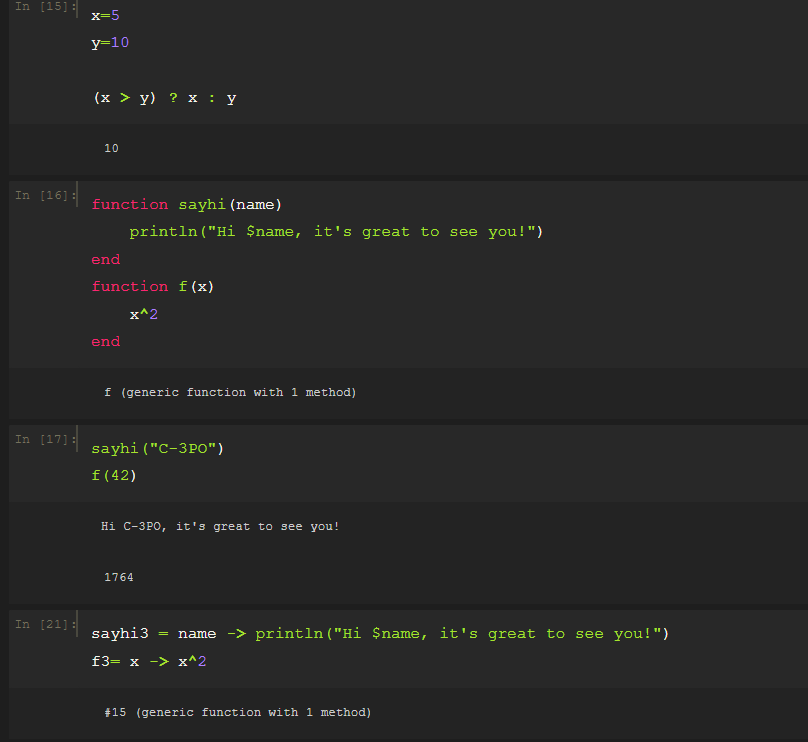 In [15]:
x=5
y=10
(x > y) ? x : y
10
In [16]:
function sayhi(name)
    println("Hi $name, it's great to see you!")
end
function f(x)
    x^2
end
f (generic function with 1 method)
In [17]:
sayhi("C-3PO")
f(42)
Hi C-3PO, it's great to see you!
1764
In [21]:
sayhi3 = name -> println("Hi $name, it's great to see you!")
f3= x -> x^2
#15 (generic function with 1 method)